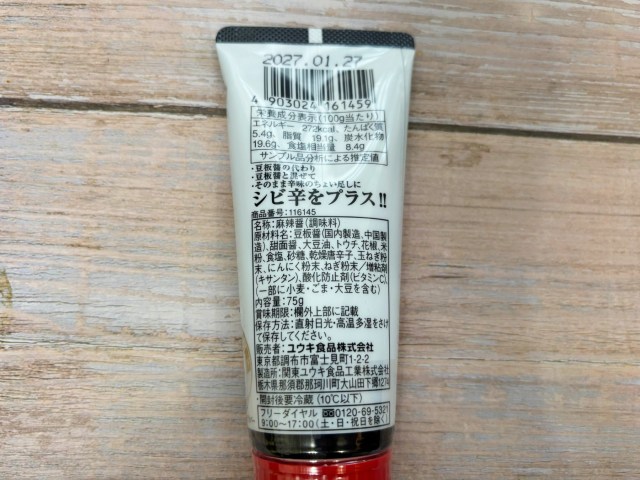 2027.01.27
4 903024 161459
栄養成分表示(100g当たり)
エネルギー 272kcal、たんぱく質
5.4g、脂質 19.1g、炭水化物
19.6g、食塩相当量 8.4g
サンプル品分析による推定値
・豆板醤の代わり
・豆板醤と混ぜて
・そのまま辛味のちょい足しに
シビ辛をプラス!!
商品番号:116145
名称:麻辣醤(調味料)
原材料名:豆板醤(国内製造、中国製
造)、甜面醤、大豆油、トウチ、花椒、米
粉、食塩、砂糖、乾燥唐辛子、玉ねぎ粉
末、にんにく粉末、ねぎ粉末/増粘剤
(キサンタン)、酸化防止剤(ビタミンC)、
(一部に小麦・ごま・大豆を含む)
内容量:75g
賞味期限:欄外上部に記載
保存方法:直射日光・高温多湿をさけ
て保存してください。
販売者:ユウキ食品株式会社
東京都調布市富士見町1-2-2
製造所:関東ユウキ食品工業株式会社
栃木県那須郡那珂川町大山田下郷1274
開封後要冷蔵(10℃以下)
フリーダイヤル 0120-69-5321
9:00~17:00(土・日・祝日を除く)